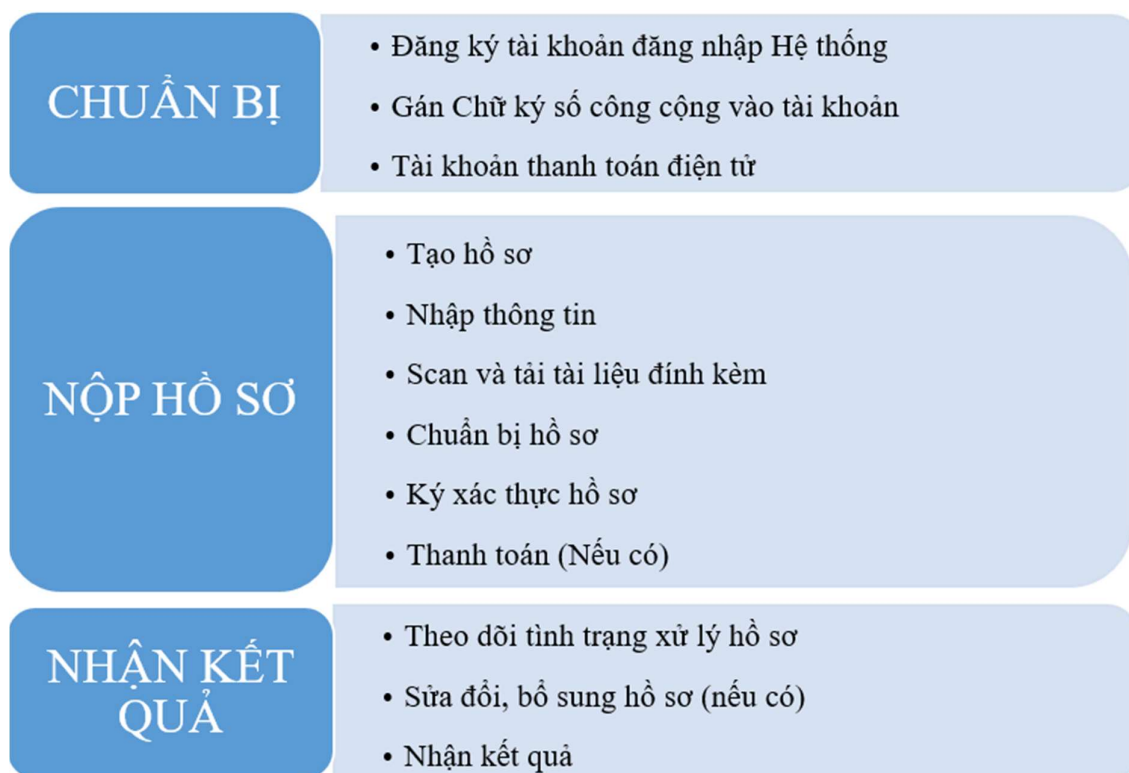 CHUẨN BỊ
• Đăng ký tài khoản đăng nhập Hệ thống
• Gán Chữ ký số công cộng vào tài khoản
• Tài khoản thanh toán điện tử
NỘP HỒ SƠ
• Tạo hồ sơ
• Nhập thông tin
• Scan và tải tài liệu đính kèm
• Chuẩn bị hồ sơ
• Ký xác thực hồ sơ
• Thanh toán (Nếu có)
NHẬN KẾT
QUẢ
• Theo dõi tình trạng xử lý hồ sơ
• Sửa đổi, bổ sung hồ sơ (nếu có)
• Nhận kết quả